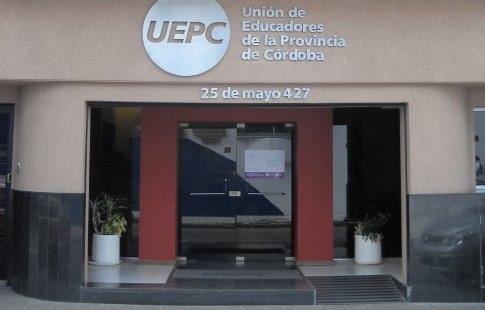 UEPC
Unión de
Educadores
de la Provincia
de Córdoba
25 de mayo 427